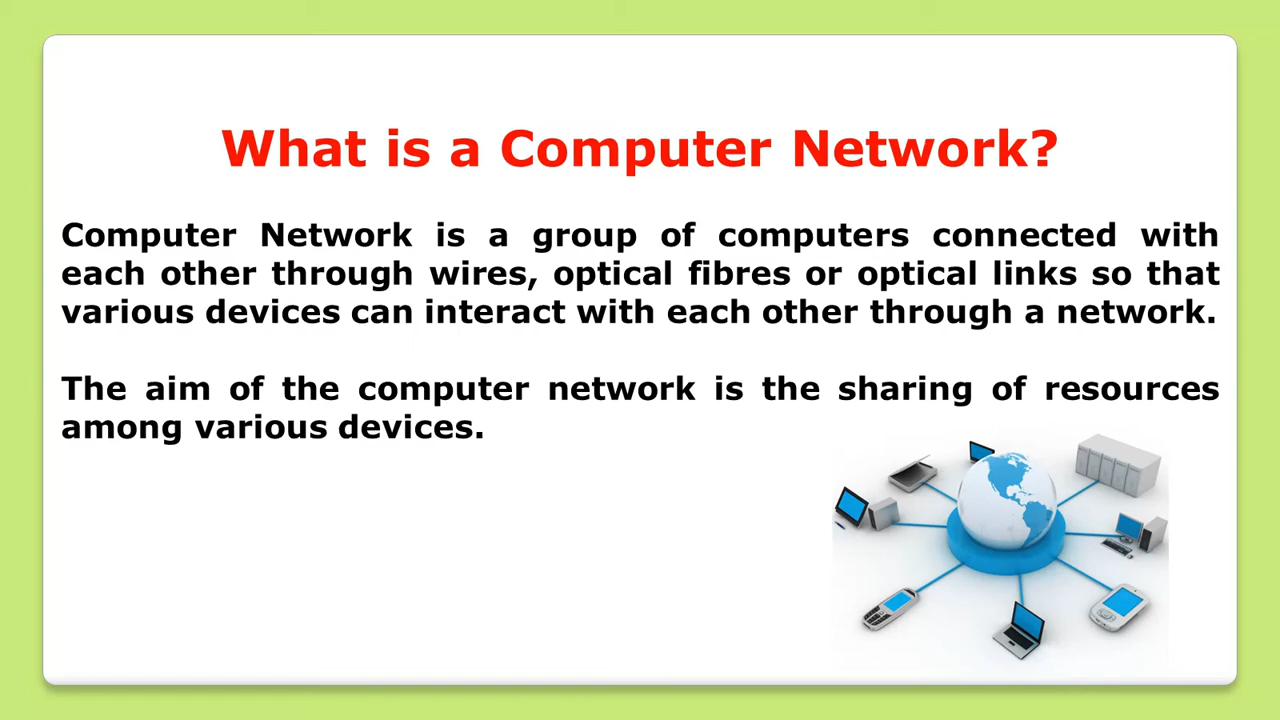 What is a Computer Network?
Computer Network is a group of computers connected with
each other through wires, optical fibres or optical links so that
various devices can interact with each other through a network.
The aim of the computer network is the sharing of resources
among various devices.